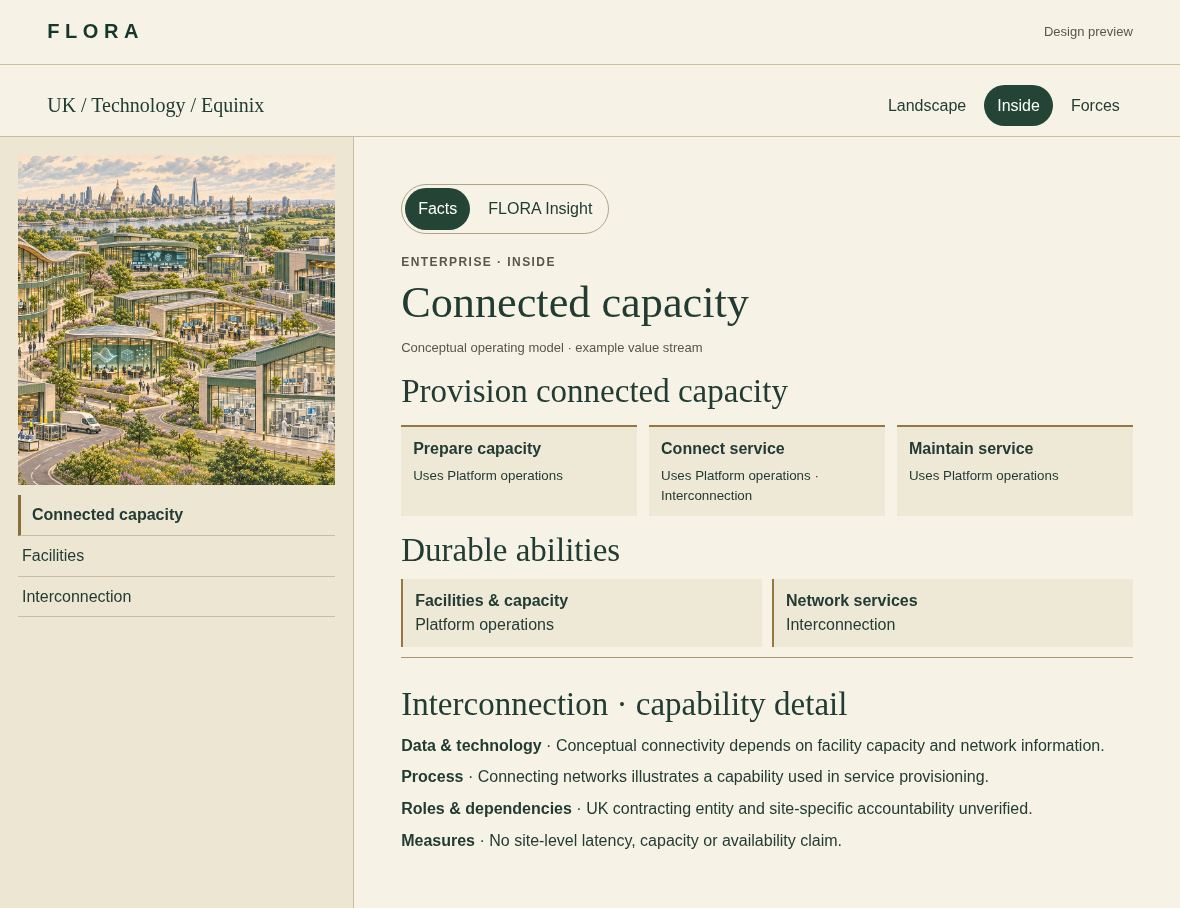 FLORA
Design preview
UK / Technology / Equinix
Landscape
Inside
Forces
Connected capacity
Facilities
Interconnection
Facts
FLORA Insight
ENTERPRISE · INSIDE
Connected capacity
Conceptual operating model · example value stream
Provision connected capacity
Prepare capacity
Uses Platform operations
Connect service
Uses Platform operations ·
Interconnection
Maintain service
Uses Platform operations
Durable abilities
Facilities & capacity
Platform operations
Network services
Interconnection
Interconnection · capability detail
Data & technology · Conceptual connectivity depends on facility capacity and network information.
Process · Connecting networks illustrates a capability used in service provisioning.
Roles & dependencies · UK contracting entity and site-specific accountability unverified.
Measures · No site-level latency, capacity or availability claim.